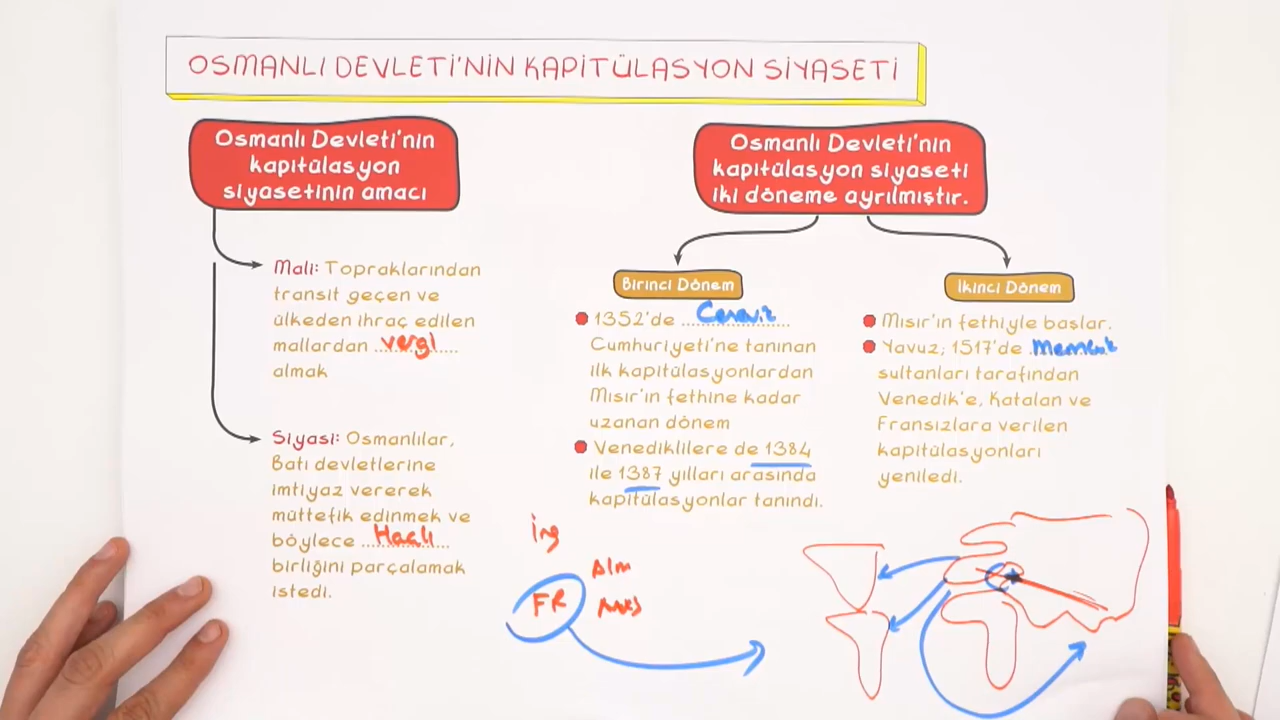 OSMANLI DEVLETİ'NİN KAPİTÜLASYON SİYASETİ
Osmanlı Devleti'nin
kapitülasyon
siyasetinin amacı
Mali: Topraklarından
transit geçen ve
ülkeden ihraç edilen
mallardan vergi
almak
Siyasi: Osmanlılar,
Batı devletlerine
imtiyaz vererek
müttefik edinmek ve
böylece Haçlı
birliğini parçalamak
istedi.
Osmanlı Devleti'nin
kapitülasyon siyaseti
iki döneme ayrılmıştır.
Birinci Dönem
1352'de Ceneviz
Cumhuriyeti'ne tanınan
ilk kapitülasyonlardan
Mısır'ın fethine kadar
uzanan dönem
Venediklilere de 1384
ile 1387 yılları arasında
kapitülasyonlar tanındı.
İkinci Dönem
Mısır'ın fethiyle başlar.
Yavuz; 1517'de Memlük
sultanları tarafından
Venedik'e, Katalan ve
Fransızlara verilen
kapitülasyonları
yeniledi.
İng
Alm
FR